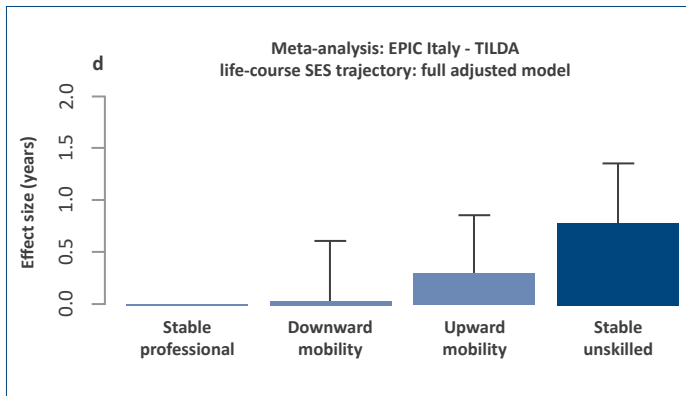 Meta-analysis: EPIC Italy - TILDA
d
life-course SES trajectory: full adjusted model
Effect size (years)
2.0
1.5
1.0
0.5
0.0
Stable professional
Downward mobility
Upward mobility
Stable unskilled